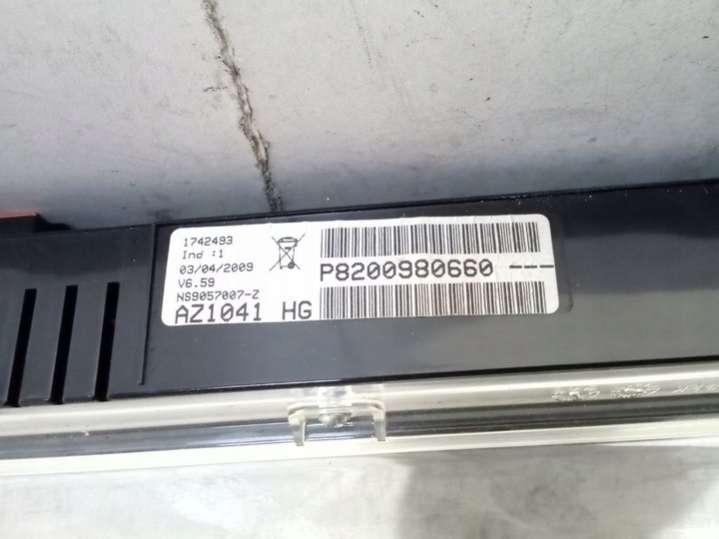 1742493
Ind :1
03/04/2009
V6.59
NS9057007-Z
AZ1041 HG
P8200980660 ---